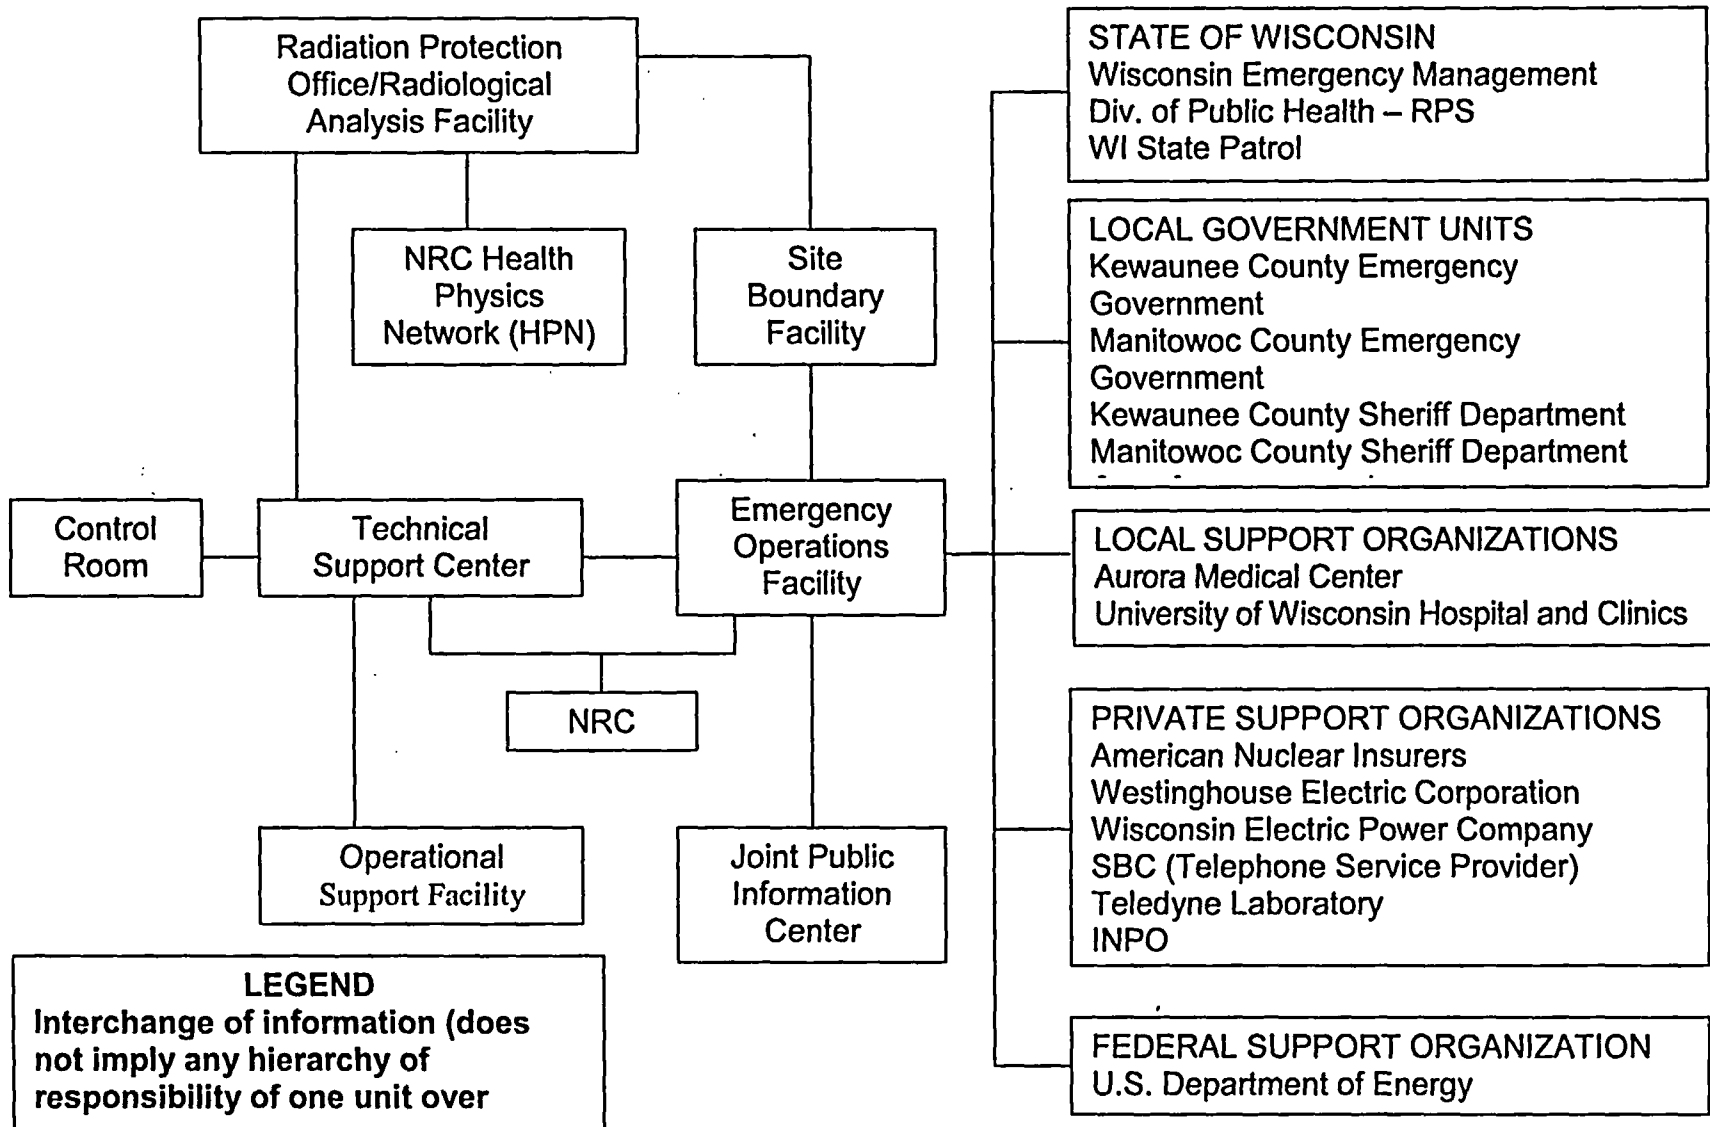 Radiation Protection
Office/Radiological
Analysis Facility
NRC Health
Physics
Network (HPN)
Site
Boundary
Facility
Control
Room
Technical
Support Center
Emergency
Operations
Facility
NRC
Operational
Support Facility
Joint Public
Information
Center
LEGEND
Interchange of information (does
not imply any hierarchy of
responsibility of one unit over
STATE OF WISCONSIN
Wisconsin Emergency Management
Div. of Public Health – RPS
WI State Patrol
LOCAL GOVERNMENT UNITS
Kewaunee County Emergency
Government
Manitowoc County Emergency
Government
Kewaunee County Sheriff Department
Manitowoc County Sheriff Department
LOCAL SUPPORT ORGANIZATIONS
Aurora Medical Center
University of Wisconsin Hospital and Clinics
PRIVATE SUPPORT ORGANIZATIONS
American Nuclear Insurers
Westinghouse Electric Corporation
Wisconsin Electric Power Company
SBC (Telephone Service Provider)
Teledyne Laboratory
INPO
FEDERAL SUPPORT ORGANIZATION
U.S. Department of Energy